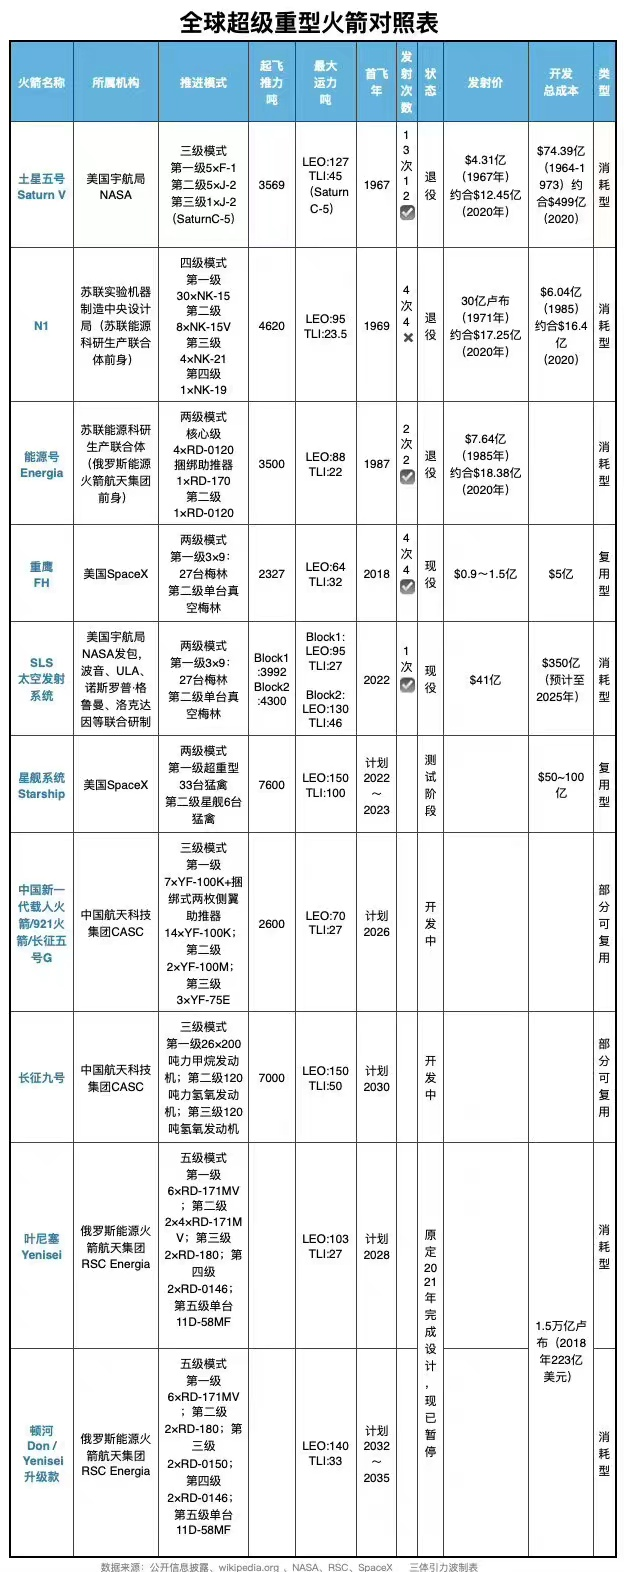 全球超级重型火箭对照表
火箭名称
所属机构
推进模式
起飞
推力
吨
最大
运力
吨
首飞
年
发
射
次
数
状
态
发射价
开发
总成本
类
型
土星五号
Saturn V
美国宇航局
NASA
三级模式
第一级5×F-1
第二级5×J-2
第三级1×J-2
（SaturnC-5）
3569
LEO:127
TLI:45
（Saturn
C-5）
1967
1
3
次
1
2
✅
退
役
$4.31亿
（1967年）
约合$12.45亿
（2020年）
$74.39亿
（1964-1
973）约
合$499亿
（2020）
消
耗
型
N1
苏联实验机器
制造中央设计
局（苏联能源
科研生产联合
体前身）
四级模式
第一级
30×NK-15
第二级
8×NK-15V
第三级
4×NK-21
第四级
1×NK-19
4620
LEO:95
TLI:23.5
1969
4
次
4
✖
退
役
30亿卢布
（1971年）
约合$17.25亿
（2020年）
$6.04亿
（1985）
约合$16.4
亿
（2020）
消
耗
型
能源号
Energia
苏联能源科研
生产联合体
（俄罗斯能源
火箭航天集团
前身）
两级模式
核心级
4×RD-0120
捆绑助推器
1×RD-170
第二级
1×RD-0120
3500
LEO:88
TLI:22
1987
2
次
2
✅
退
役
$7.64亿
（1985年）
约合$18.38亿
（2020年）
消
耗
型
重鹰
FH
美国SpaceX
两级模式
第一级3×9：
27台梅林
第二级单台真
空梅林
2327
LEO:64
TLI:32
2018
4
次
4
✅
现
役
$0.9～1.5亿
$5亿
复
用
型
SLS
太空发射
系统
美国宇航局
NASA发包，
波音、ULA、
诺斯罗普·格
鲁曼、洛克达
因等联合研制
两级模式
第一级3×9：
27台梅林
第二级单台真
空梅林
Block1
:3992
Block2
:4300
Block1:
LEO:95
TLI:27
Block2:
LEO:130
TLI:46
2022
1
次
✅
现
役
$41亿
$350亿
（预计至
2025年）
消
耗
型
星舰系统
Starship
美国SpaceX
两级模式
第一级超重型
33台猛禽
第二级星舰6台
猛禽
7600
LEO:150
TLI:100
计划
2022
～
2023
测
试
阶
段
$50~100
亿
复
用
型
中国新一
代载人火
箭/921火
箭/长征五
号G
中国航天科技
集团CASC
三级模式
第一级
7×YF-100K+捆
绑式两枚侧翼
助推器
14×YF-100K；
第二级
2×YF-100M；
第三级
3×YF-75E
2600
LEO:70
TLI:27
计划
2026
开
发
中
部
分
可
复
用
长征九号
中国航天科技
集团CASC
三级模式
第一级26×200
吨力甲烷发动
机；第二级120
吨力氢氧发动
机；第三级120
吨氢氧发动机
7000
LEO:150
TLI:50
计划
2030
开
发
中
部
分
可
复
用
叶尼塞
Yenisei
俄罗斯能源火
箭航天集团
RSC Energia
五级模式
第一级
6×RD-171MV
；第二级
2×4×RD-171M
V；第三级
2×RD-180；第
四级
2×RD-0146；
第五级单台
11D-58MF
LEO:103
TLI:27
计划
2028
原
定
20
21
年
完
成
设
计
，
现
已
暂
停
1.5万亿卢
布（2018
年223亿
美元）
消
耗
型
顿河
Don /
Yenisei
升级款
俄罗斯能源火
箭航天集团
RSC Energia
五级模式
第一级
6×RD-171MV
；第二级
2×RD-180；第
三级
2×RD-0150；
第四级
2×RD-0146；
第五级单台
11D-58MF
LEO:140
TLI:33
计划
2032
～
2035
消
耗
型
数据来源：公开信息披露、wikipedia.org 、NASA、RSC、SpaceX 三体引力波制表